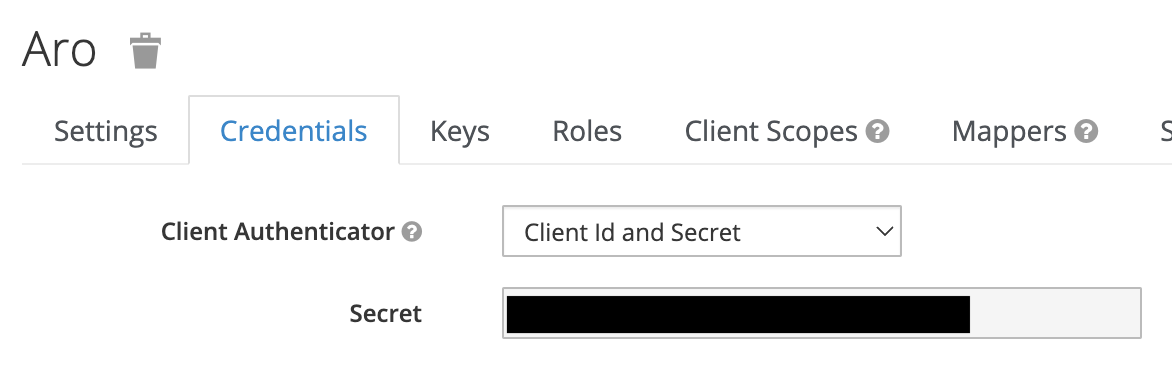 Aro
Settings Credentials Keys Roles Client Scopes ? Mappers ? S
Client Authenticator ? Client Id and Secret
Secret